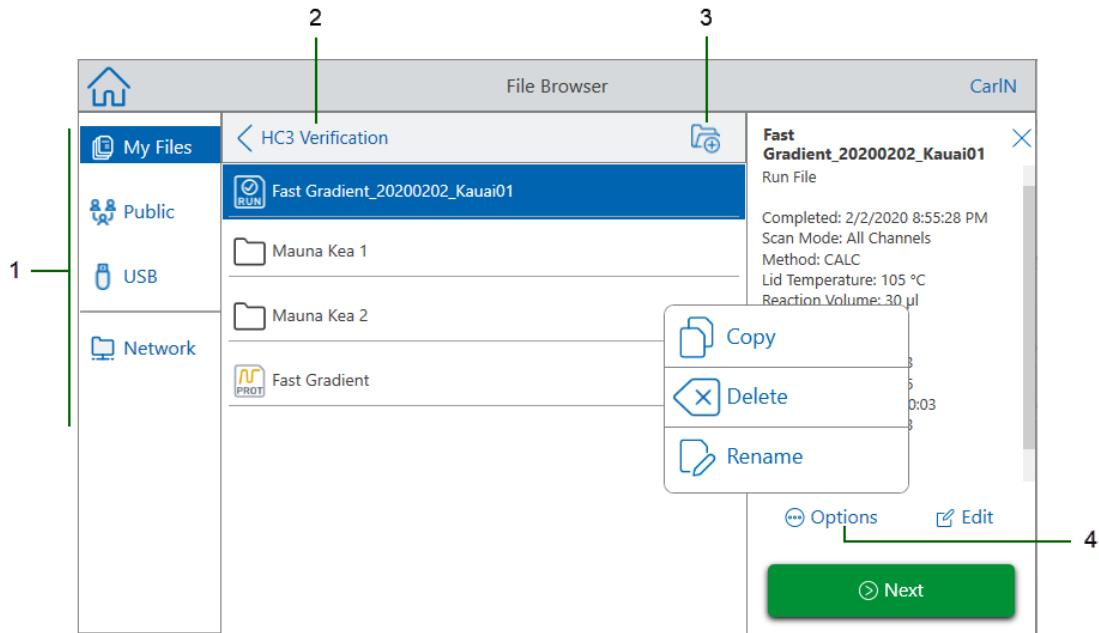 2
3
File Browser
CarlN
1
My Files
Public
USB
Network
HC3 Verification
RUN
Fast Gradient_20200202_Kauai01
Mauna Kea 1
Mauna Kea 2
PROT
Fast Gradient
Fast
Gradient_20200202_Kauai01
Run File
Completed: 2/2/2020 8:55:28 PM
Scan Mode: All Channels
Method: CALC
Lid Temperature: 105 °C
Reaction Volume: 30 µl
0:03
Copy
Delete
Rename
Options
Edit
4
Next